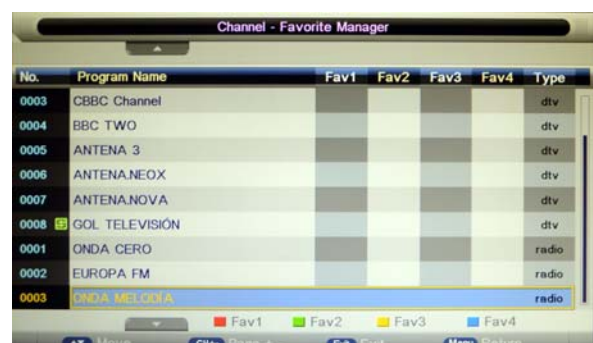 Channel - Favorite Manager
No. Program Name Fav1 Fav2 Fav3 Fav4 Type
0003 CBBC Channel dtv
0004 BBC TWO dtv
0005 ANTENA 3 dtv
0006 ANTENA.NEOX dtv
0007 ANTENA.NOVA dtv
0008 GOL TELEVISIÓN dtv
0001 ONDA CERO radio
0002 EUROPA FM radio
0003 ONDA MELODÍA radio
Fav1 Fav2 Fav3 Fav4